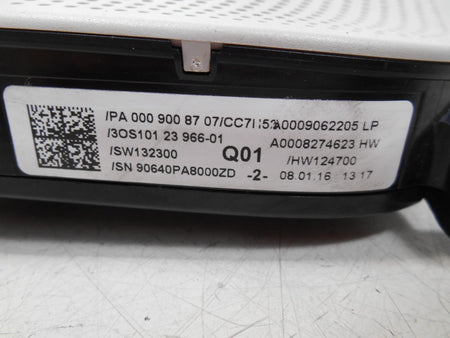 /PA 000 900 87 07/CC7 A0009062205 LP
/3OS101 23 966-01 A0008274623 HW
/SW132300 Q01 /HW124700
/SN 90640PA8000ZD -2- 08.01.16 13:17